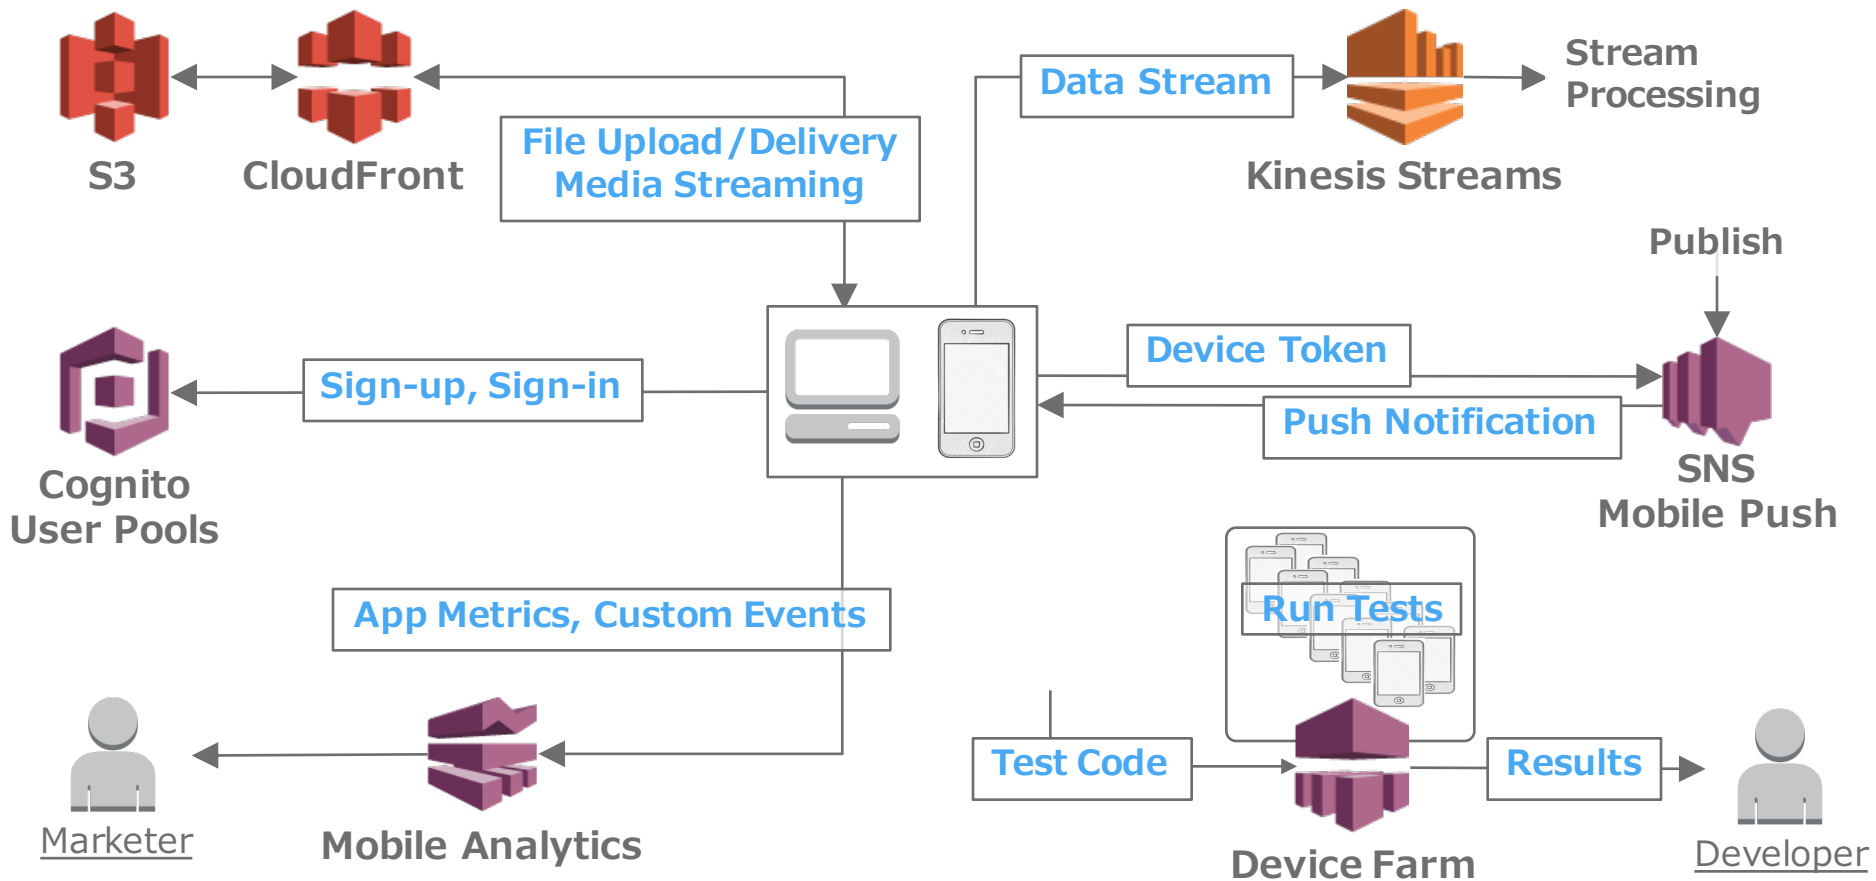 S3
CloudFront
File Upload/Delivery
Media Streaming
Data Stream
Kinesis Streams
Stream
Processing
Publish
Sign-up, Sign-in
Cognito
User Pools
Device Token
Push Notification
SNS
Mobile Push
App Metrics, Custom Events
Marketer
Mobile Analytics
Run Tests
Test Code
Device Farm
Results
Developer